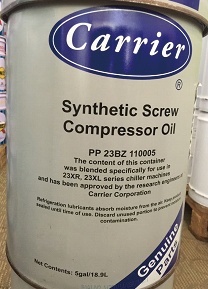 Carrier
®
Synthetic Screw
Compressor Oil
PP 23BZ 110005
The content of this container
was blended specifically for use in
23XR, 23XL series chiller machines
and has been approved by the research engineers at
Carrier Corporation
Refrigeration lubricants absorb moisture from the air. Keep
sealed until time of use. Discard unused portion to prevent
contamination.
Genuine
Parts
Net Contents: 5gal/18.9L